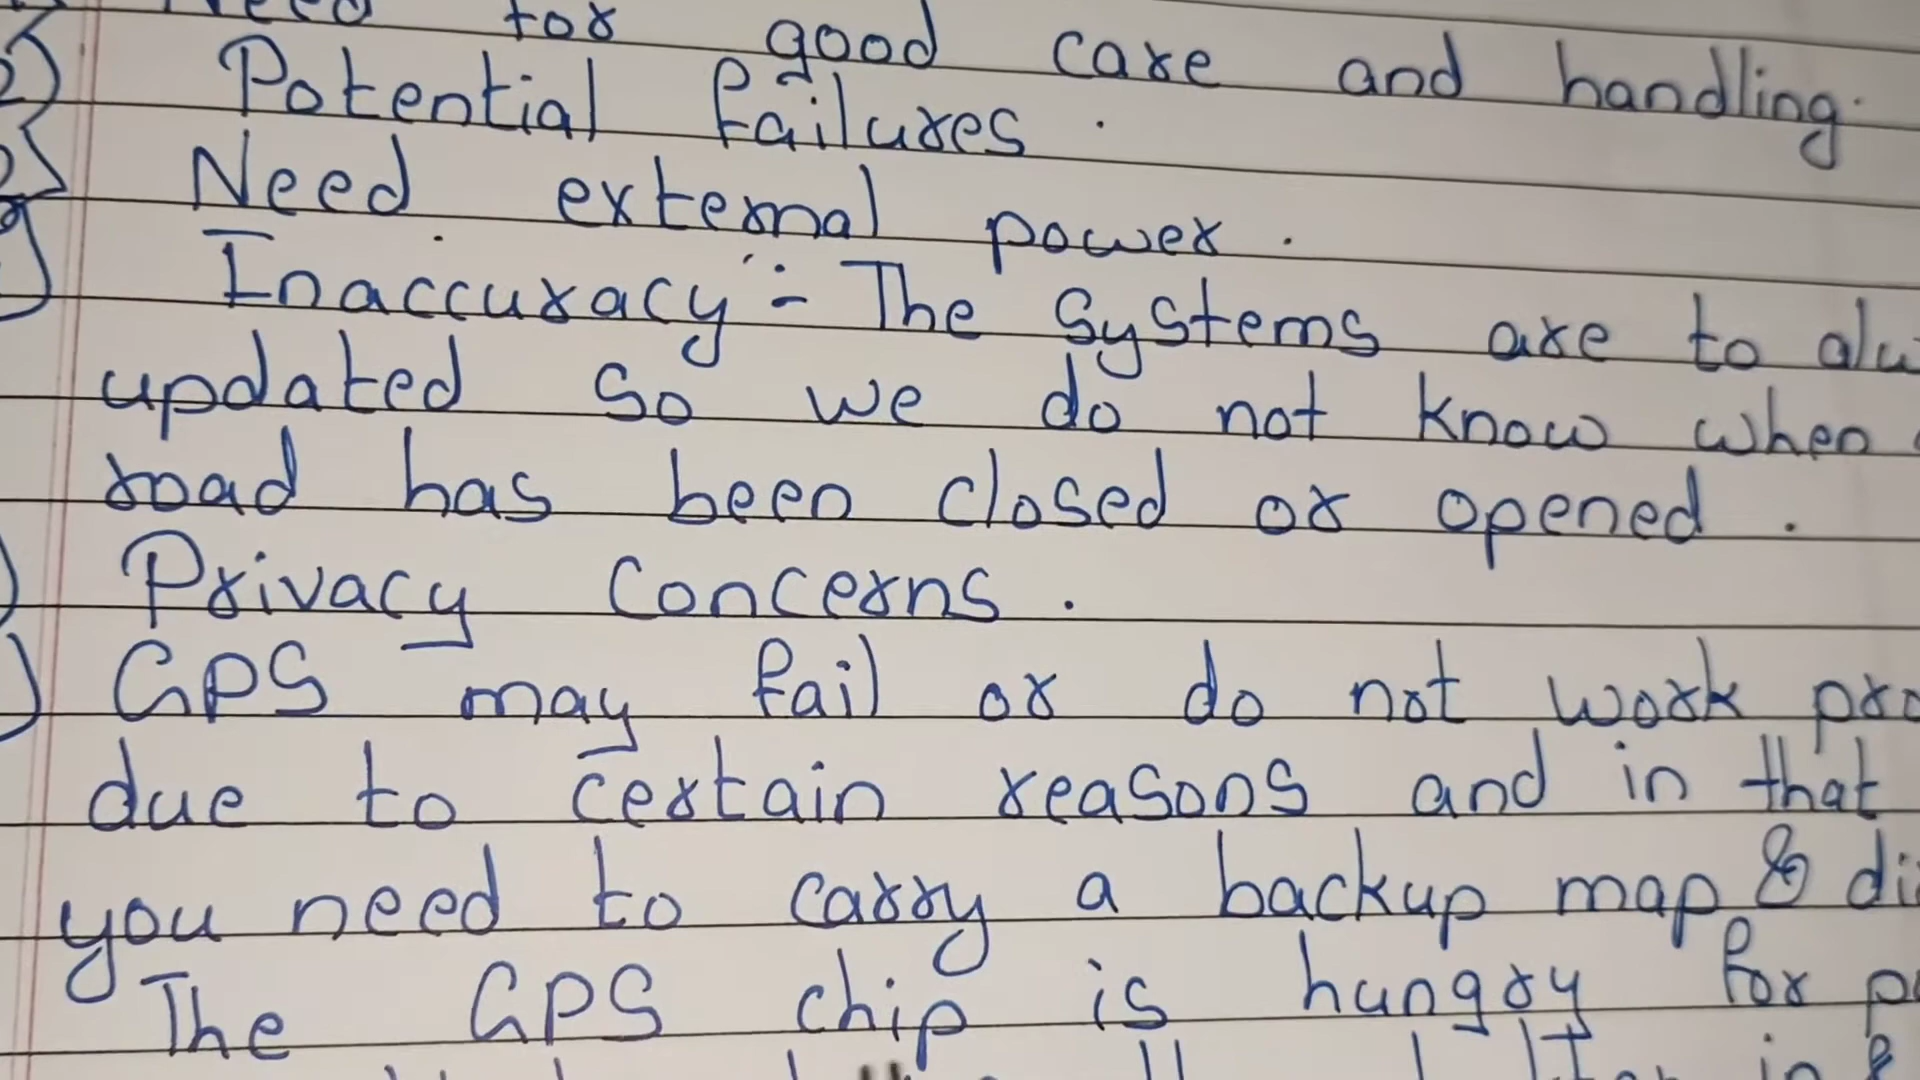 Need for good care and handling.
Potential failures.
Need external power.
Inaccuracy :- The Systems are to
updated so we do not know when
road has been closed or opened.
Privacy Concerns.
GPS may fail or do not work
due to certain reasons and in that
you need to carry a backup map &
The GPS chip is hungry for